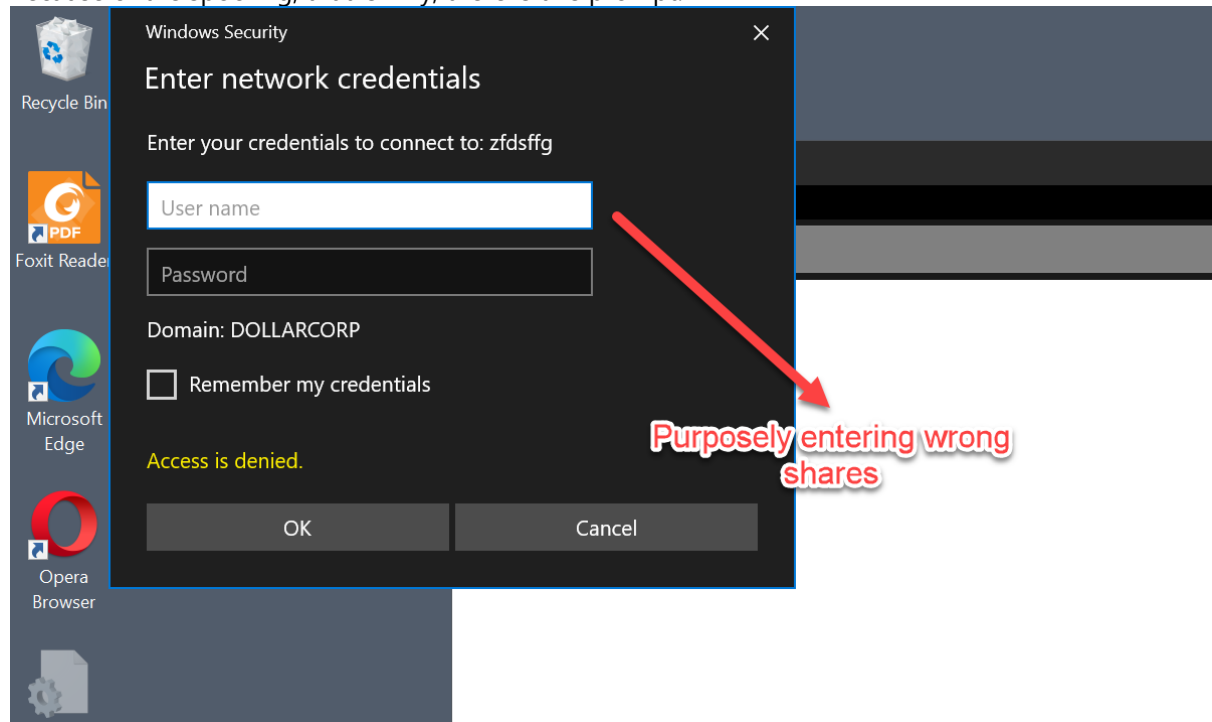 Windows Security
Enter network credentials
Enter your credentials to connect to: zfdsffg
User name
Password
Domain: DOLLARCORP
Remember my credentials
Access is denied.
OK
Cancel
Recycle Bin
PDF
Foxit Reader
Microsoft
Edge
Opera
Browser
Purposely entering wrong
shares